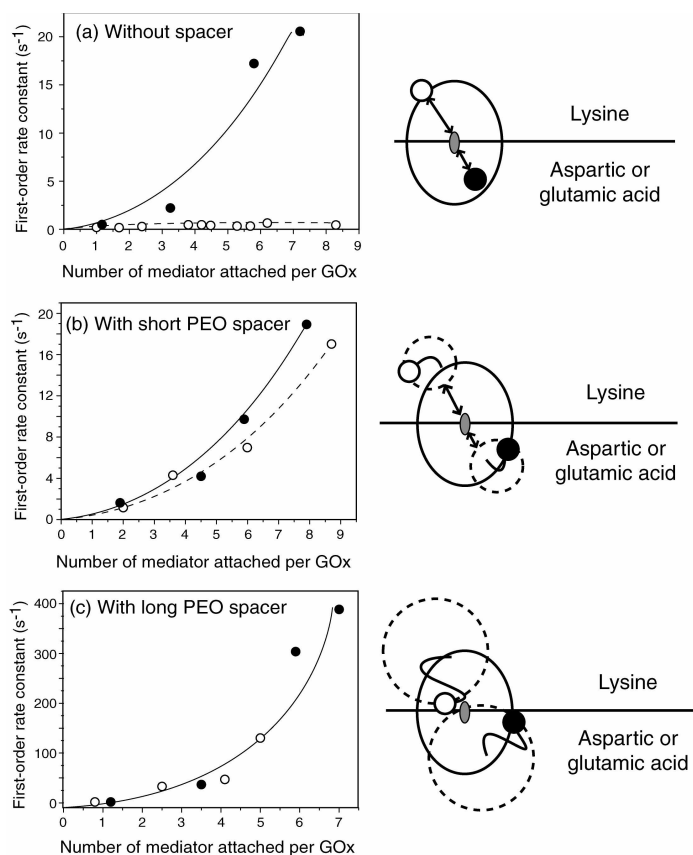 (a) Without spacer
First-order rate constant (s⁻¹)
20
15
10
5
0
0 1 2 3 4 5 6 7 8 9
Number of mediator attached per GOx
Lysine
Aspartic or
glutamic acid
(b) With short PEO spacer
First-order rate constant (s⁻¹)
20
16
12
8
4
0
0 1 2 3 4 5 6 7 8 9
Number of mediator attached per GOx
Lysine
Aspartic or
glutamic acid
(c) With long PEO spacer
First-order rate constant (s⁻¹)
400
300
200
100
0
0 1 2 3 4 5 6 7
Number of mediator attached per GOx
Lysine
Aspartic or
glutamic acid